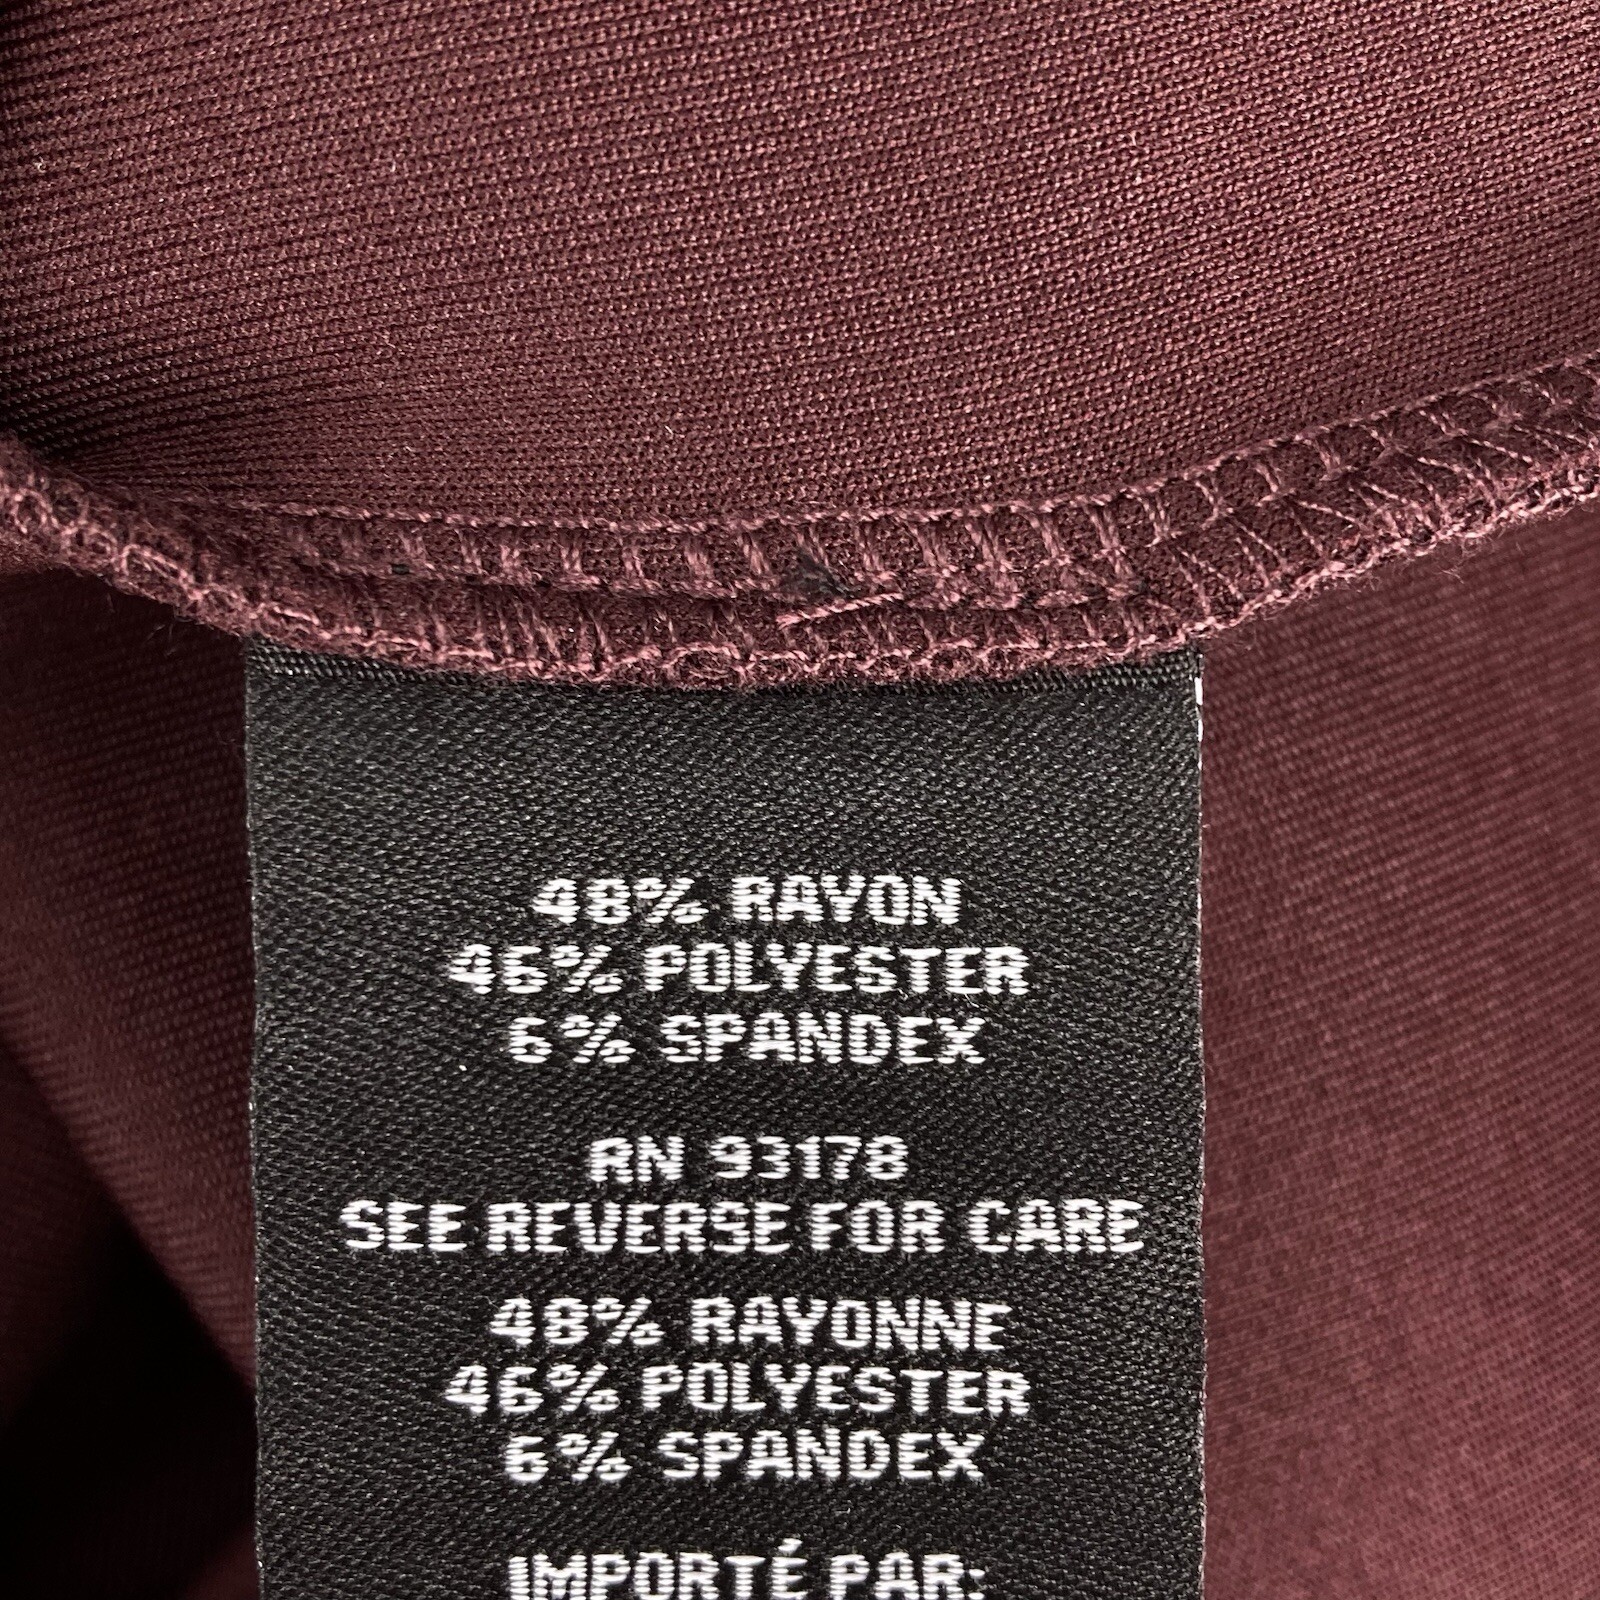 48% RAYON
46% POLYESTER
6% SPANDEX
RN 93178
SEE REVERSE FOR CARE
48% RAYONNE
46% POLYESTER
6% SPANDEX
IMPORTÉ PAR: